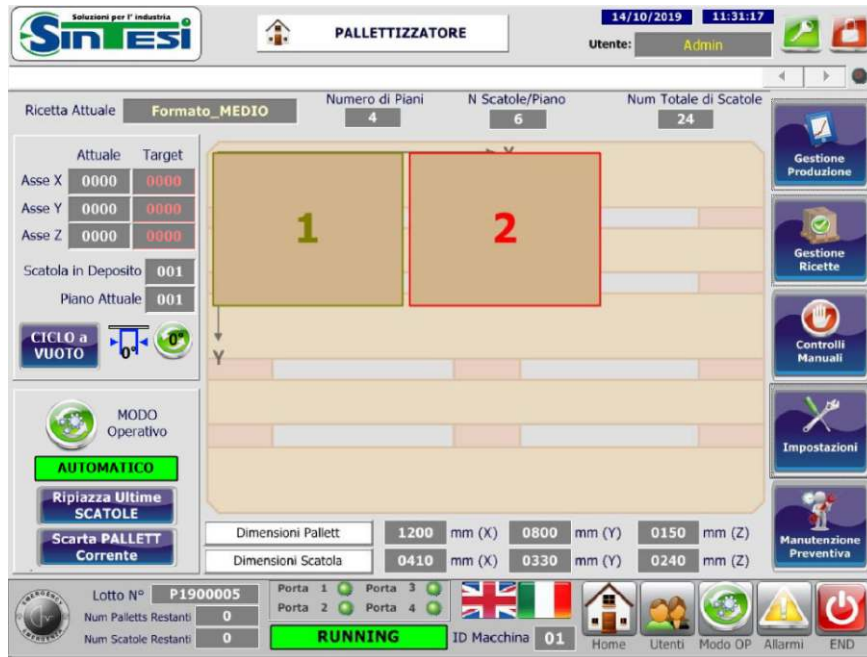 Soluzioni per l' industria
SINTESI
PALLETTIZZATORE
14/10/2019 11:31:17
Utente: Admin
Ricetta Attuale Formato_MEDIO
Numero di Piani N Scatole/Piano Num Totale di Scatole
4 6 24
Attuale Target
Asse X 0000 0000
Asse Y 0000 0000
Asse Z 0000 0000
Scatola in Deposito 001
Piano Attuale 001
CICLO a
VUOTO
0°
0°
X
1
2
Y
MODO
Operativo
AUTOMATICO
Ripiazza Ultime
SCATOLE
Scarta PALLETT
Corrente
Dimensioni Pallett 1200 mm (X) 0800 mm (Y) 0150 mm (Z)
Dimensioni Scatola 0410 mm (X) 0330 mm (Y) 0240 mm (Z)
Gestione
Produzione
Gestione
Ricette
Controlli
Manuali
Impostazioni
Manutenzione
Preventiva
EMERGENCY
Lotto N° P1900005
Num Palletts Restanti 0
Num Scatole Restanti 0
Porta 1 Porta 3
Porta 2 Porta 4
RUNNING
ID Macchina 01
Home Utenti Modo OP Allarmi END